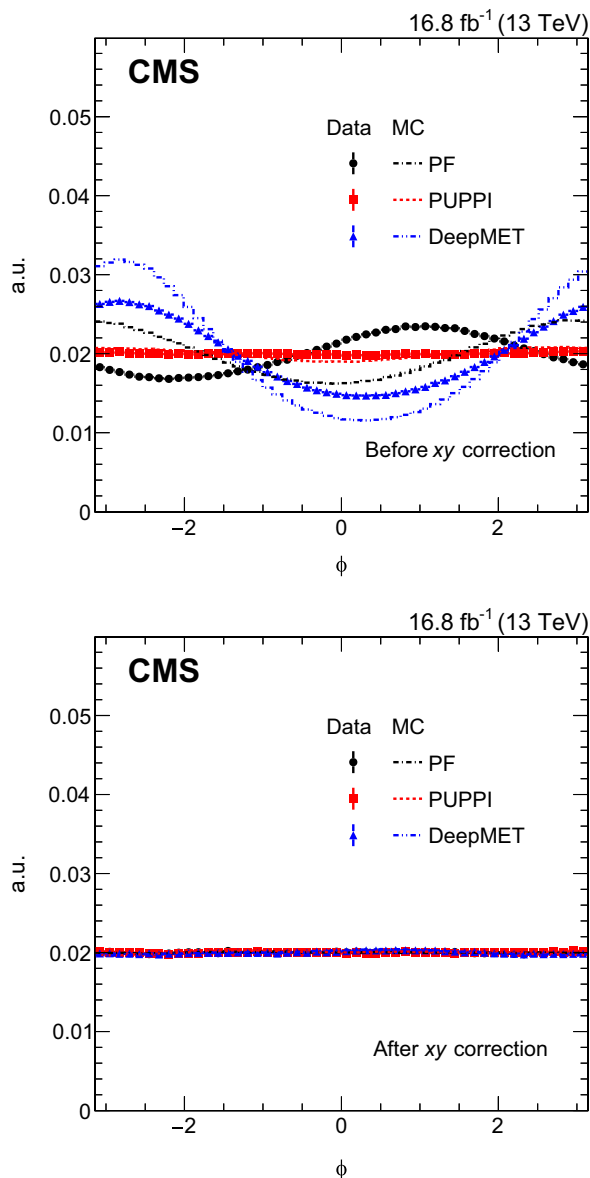 16.8 fb⁻¹ (13 TeV)
CMS
Data MC
PF
PUPPI
DeepMET
0.05
0.04
0.03
0.02
0.01
0
a.u.
Before xy correction
−2 0 2
ϕ
16.8 fb⁻¹ (13 TeV)
CMS
Data MC
PF
PUPPI
DeepMET
0.05
0.04
0.03
0.02
0.01
0
a.u.
After xy correction
−2 0 2
ϕ